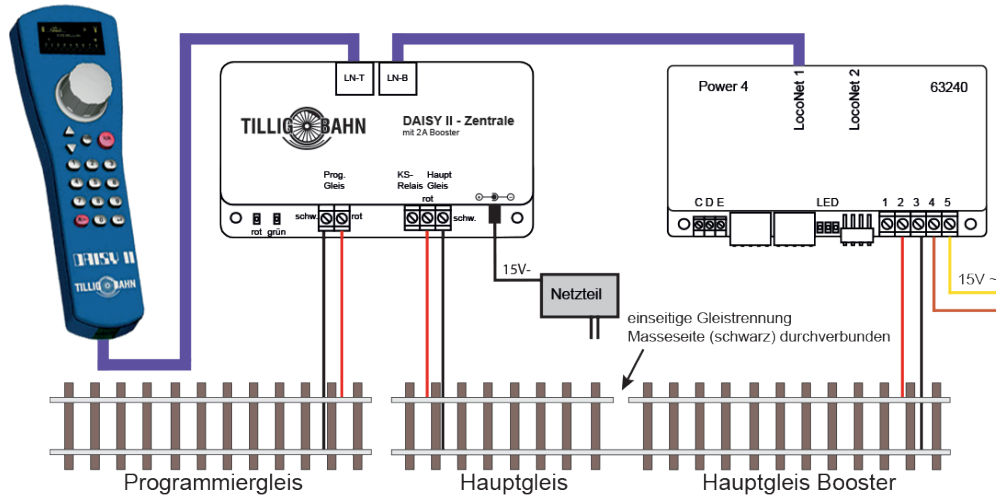 DAISY II
TILLIG BAHN
LN-T
LN-B
TILLIG BAHN
DAISY II - Zentrale
mit 2A Booster
Prog.
Gleis
KS-
Relais
Haupt
Gleis
rot
schw.
rot
schw.
rot
grün
15V-
Netzteil
Power 4
LocoNet 1
LocoNet 2
63240
C D E
LED
1 2 3 4 5
15V ~
einseitige Gleistrennung
Masseseite (schwarz) durchverbunden
Programmiergleis
Hauptgleis
Hauptgleis Booster